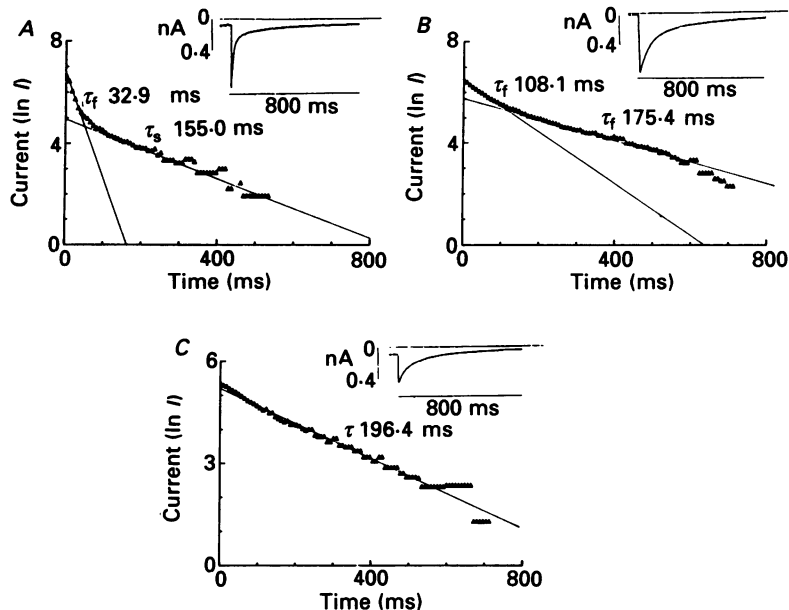 A
nA
0
0·4
800 ms
8
4
0
Current (ln I)
τf 32·9 ms
τs 155·0 ms
0 400 800
Time (ms)
B
nA
0
0·4
800 ms
8
4
0
Current (ln I)
τf 108·1 ms
τf 175·4 ms
0 400 800
Time (ms)
C
nA
0
0·4
800 ms
6
3
0
Current (ln I)
τ 196·4 ms
0 400 800
Time (ms)